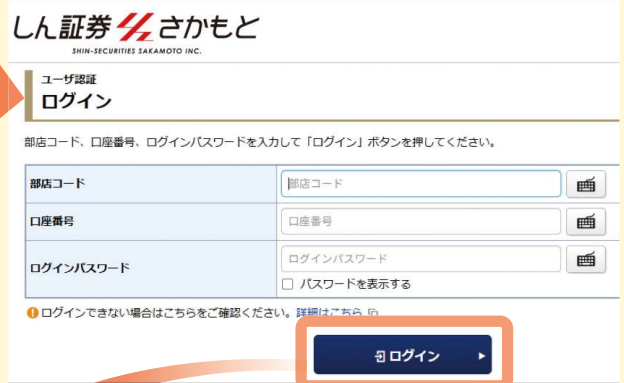 しん証券 さかもと
SHIN-SECURITIES SAKAMOTO INC.
ユーザ認証
ログイン
部店コード、口座番号、ログインパスワードを入力して「ログイン」ボタンを押してください。
部店コード 部店コード
口座番号 口座番号
ログインパスワード ログインパスワード
パスワードを表示する
ログインできない場合はこちらをご確認ください。詳細はこちら
ログイン